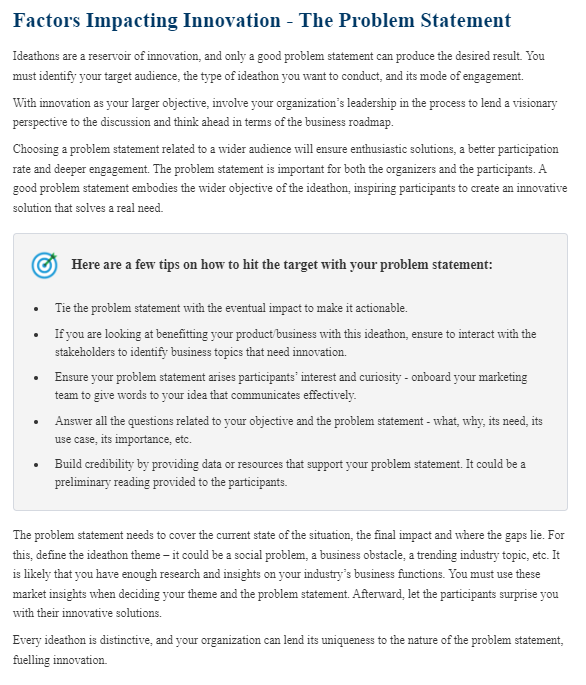 Factors Impacting Innovation - The Problem Statement
Ideathons are a reservoir of innovation, and only a good problem statement can produce the desired result. You
must identify your target audience, the type of ideathon you want to conduct, and its mode of engagement.
With innovation as your larger objective, involve your organization's leadership in the process to lend a visionary
perspective to the discussion and think ahead in terms of the business roadmap.
Choosing a problem statement related to a wider audience will ensure enthusiastic solutions, a better participation
rate and deeper engagement. The problem statement is important for both the organizers and the participants. A
good problem statement embodies the wider objective of the ideathon, inspiring participants to create an innovative
solution that solves a real need.
Here are a few tips on how to hit the target with your problem statement:
• Tie the problem statement with the eventual impact to make it actionable.
• If you are looking at benefitting your product/business with this ideathon, ensure to interact with the
stakeholders to identify business topics that need innovation.
• Ensure your problem statement arises participants' interest and curiosity - onboard your marketing
team to give words to your idea that communicates effectively.
• Answer all the questions related to your objective and the problem statement - what, why, its need, its
use case, its importance, etc.
• Build credibility by providing data or resources that support your problem statement. It could be a
preliminary reading provided to the participants.
The problem statement needs to cover the current state of the situation, the final impact and where the gaps lie. For
this, define the ideathon theme – it could be a social problem, a business obstacle, a trending industry topic, etc. It
is likely that you have enough research and insights on your industry's business functions. You must use these
market insights when deciding your theme and the problem statement. Afterward, let the participants surprise you
with their innovative solutions.
Every ideathon is distinctive, and your organization can lend its uniqueness to the nature of the problem statement,
fuelling innovation.